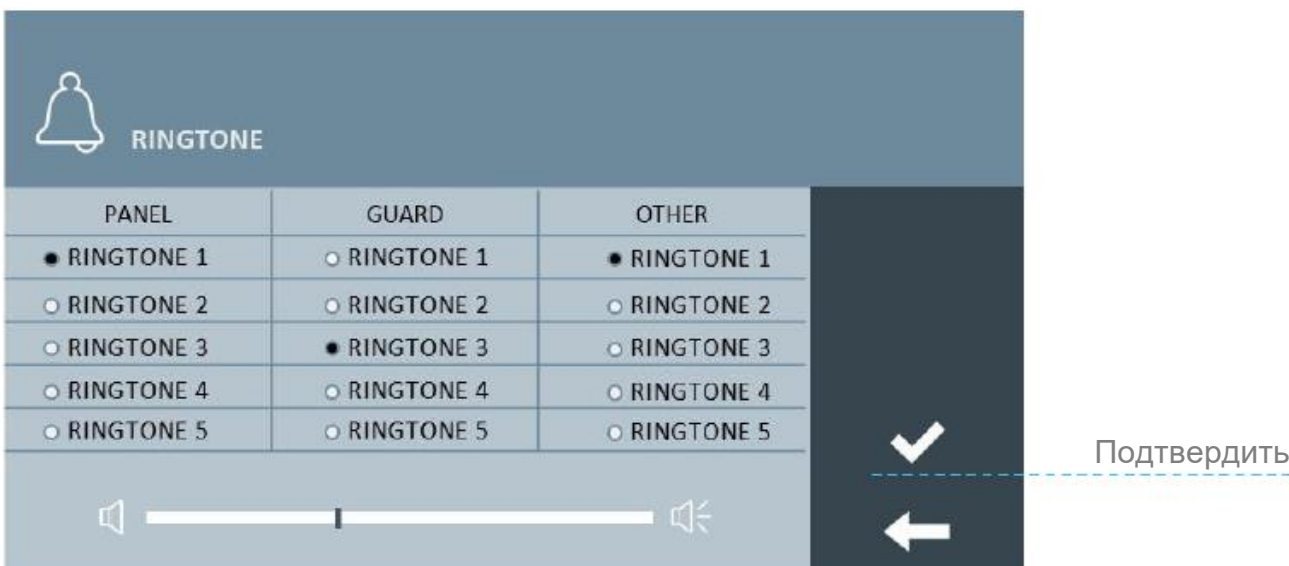 RINGTONE
PANEL GUARD OTHER
RINGTONE 1 RINGTONE 1 RINGTONE 1
RINGTONE 2 RINGTONE 2 RINGTONE 2
RINGTONE 3 RINGTONE 3 RINGTONE 3
RINGTONE 4 RINGTONE 4 RINGTONE 4
RINGTONE 5 RINGTONE 5 RINGTONE 5
Подтвердить